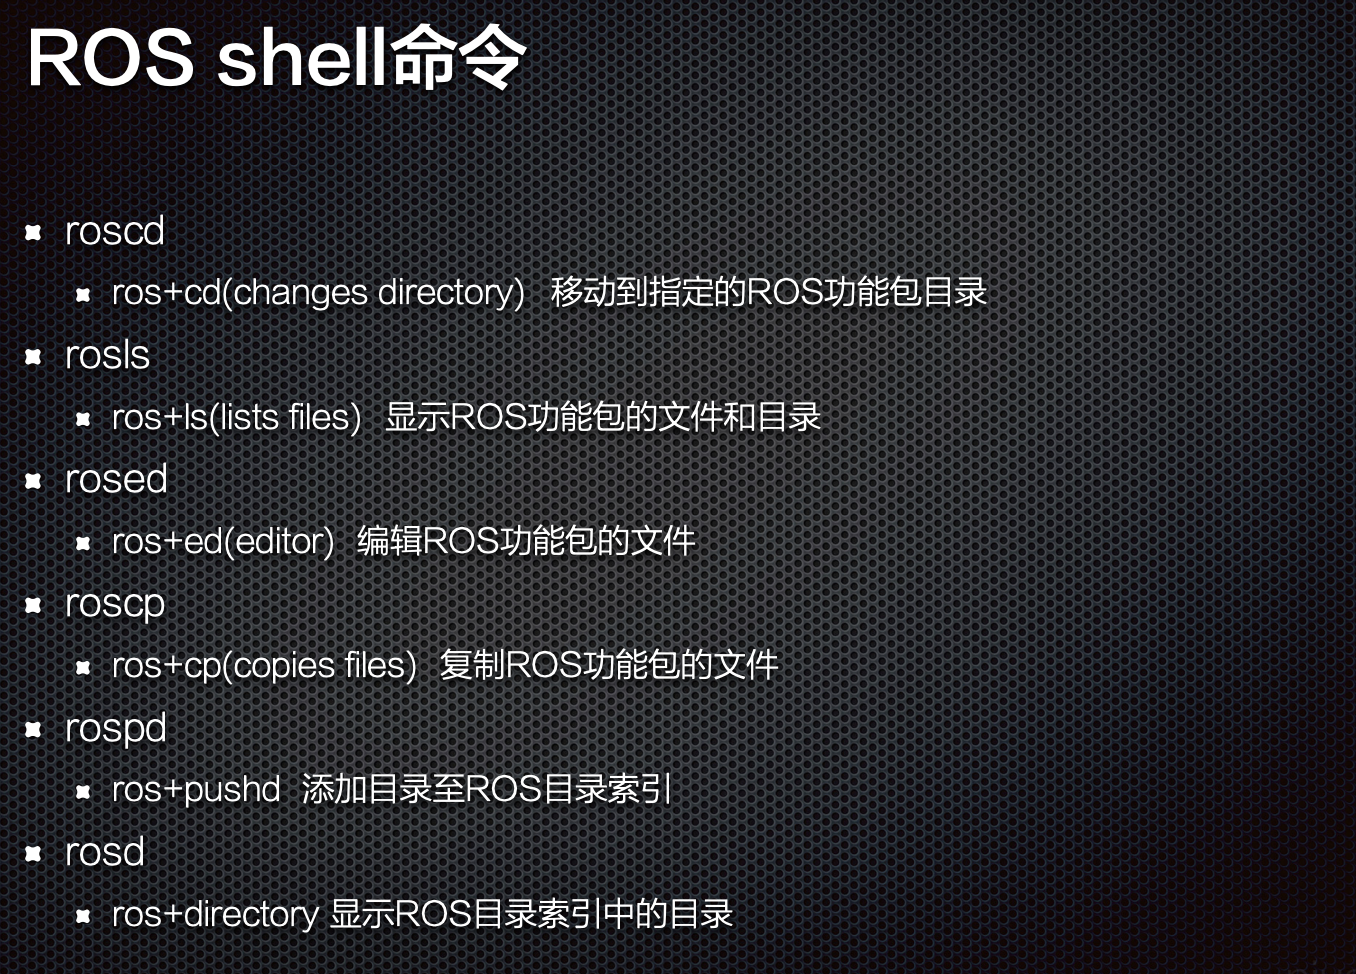 ROS shell命令
roscd
ros+cd(changes directory) 移动到指定的ROS功能包目录
rosls
ros+ls(lists files) 显示ROS功能包的文件和目录
rosed
ros+ed(editor) 编辑ROS功能包的文件
roscp
ros+cp(copies files) 复制ROS功能包的文件
rospd
ros+pushd 添加目录至ROS目录索引
rosd
ros+directory 显示ROS目录索引中的目录